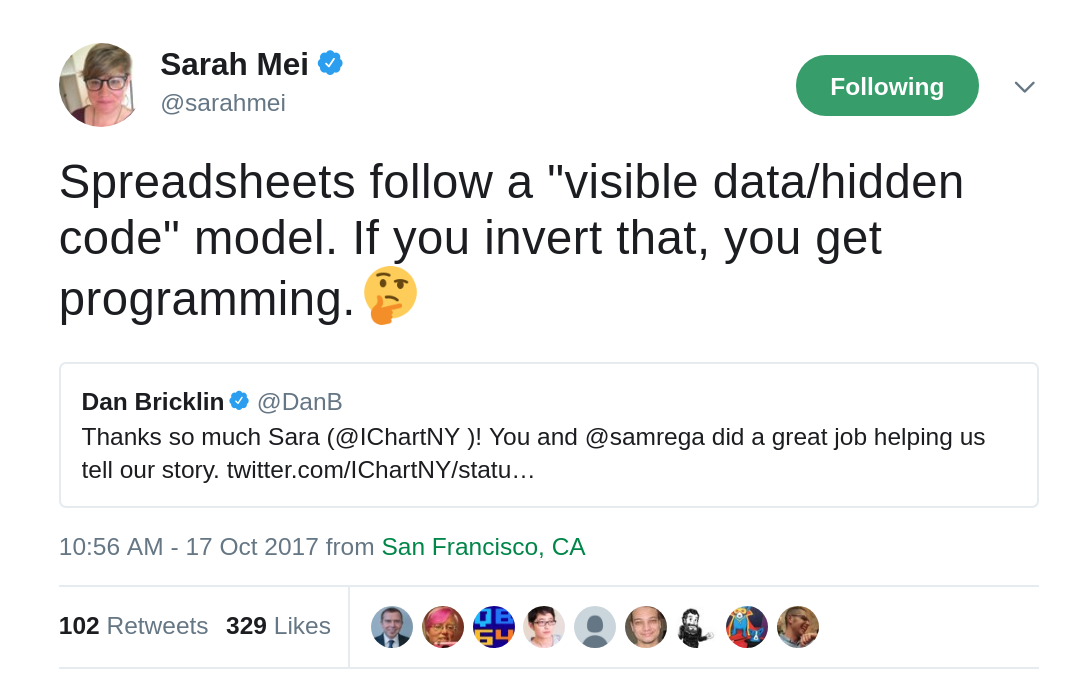 Sarah Mei
@sarahmei
Following
Spreadsheets follow a "visible data/hidden
code" model. If you invert that, you get
programming.🤔
Dan Bricklin @DanB
Thanks so much Sara (@IChartNY )! You and @samrega did a great job helping us
tell our story. twitter.com/IChartNY/statu…
10:56 AM - 17 Oct 2017 from San Francisco, CA
102 Retweets 329 Likes
QB
64